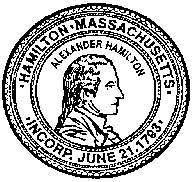 ·HAMILTON·MASSACHUSETTS·
ALEXANDER HAMILTON
INCORP. JUNE 21, 1793